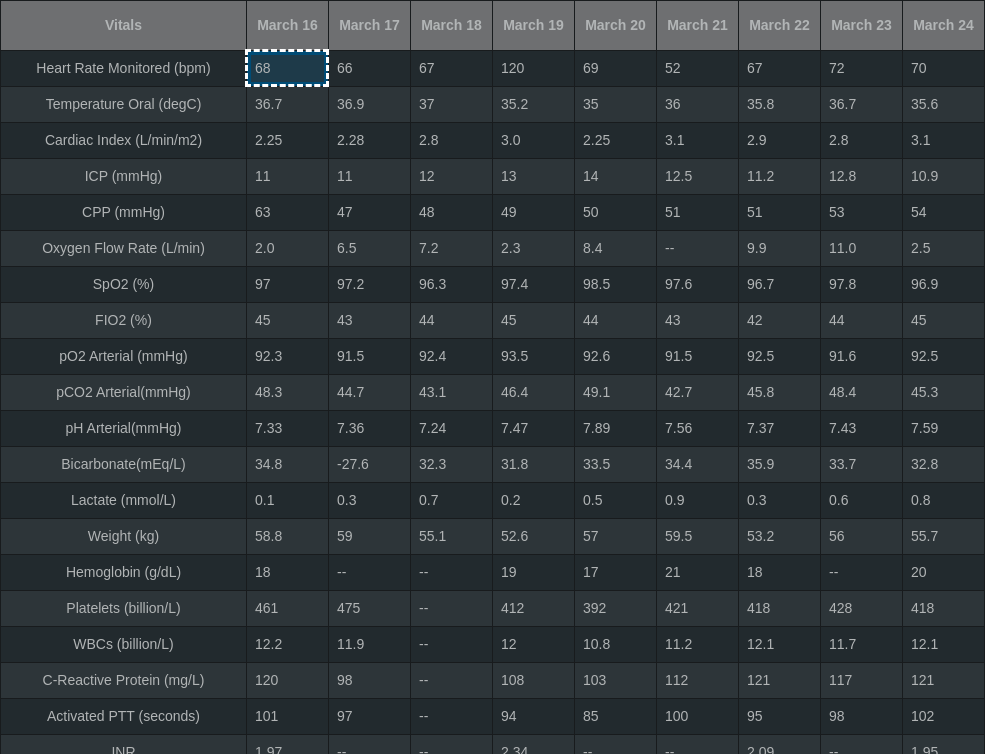 Vitals March 16 March 17 March 18 March 19 March 20 March 21 March 22 March 23 March 24
Heart Rate Monitored (bpm) 68 66 67 120 69 52 67 72 70
Temperature Oral (degC) 36.7 36.9 37 35.2 35 36 35.8 36.7 35.6
Cardiac Index (L/min/m2) 2.25 2.28 2.8 3.0 2.25 3.1 2.9 2.8 3.1
ICP (mmHg) 11 11 12 13 14 12.5 11.2 12.8 10.9
CPP (mmHg) 63 47 48 49 50 51 51 53 54
Oxygen Flow Rate (L/min) 2.0 6.5 7.2 2.3 8.4 -- 9.9 11.0 2.5
SpO2 (%) 97 97.2 96.3 97.4 98.5 97.6 96.7 97.8 96.9
FIO2 (%) 45 43 44 45 44 43 42 44 45
pO2 Arterial (mmHg) 92.3 91.5 92.4 93.5 92.6 91.5 92.5 91.6 92.5
pCO2 Arterial(mmHg) 48.3 44.7 43.1 46.4 49.1 42.7 45.8 48.4 45.3
pH Arterial(mmHg) 7.33 7.36 7.24 7.47 7.89 7.56 7.37 7.43 7.59
Bicarbonate(mEq/L) 34.8 -27.6 32.3 31.8 33.5 34.4 35.9 33.7 32.8
Lactate (mmol/L) 0.1 0.3 0.7 0.2 0.5 0.9 0.3 0.6 0.8
Weight (kg) 58.8 59 55.1 52.6 57 59.5 53.2 56 55.7
Hemoglobin (g/dL) 18 -- -- 19 17 21 18 -- 20
Platelets (billion/L) 461 475 -- 412 392 421 418 428 418
WBCs (billion/L) 12.2 11.9 -- 12 10.8 11.2 12.1 11.7 12.1
C-Reactive Protein (mg/L) 120 98 -- 108 103 112 121 117 121
Activated PTT (seconds) 101 97 -- 94 85 100 95 98 102
INR 1.97 -- -- 2.34 -- -- 2.09 -- 1.95